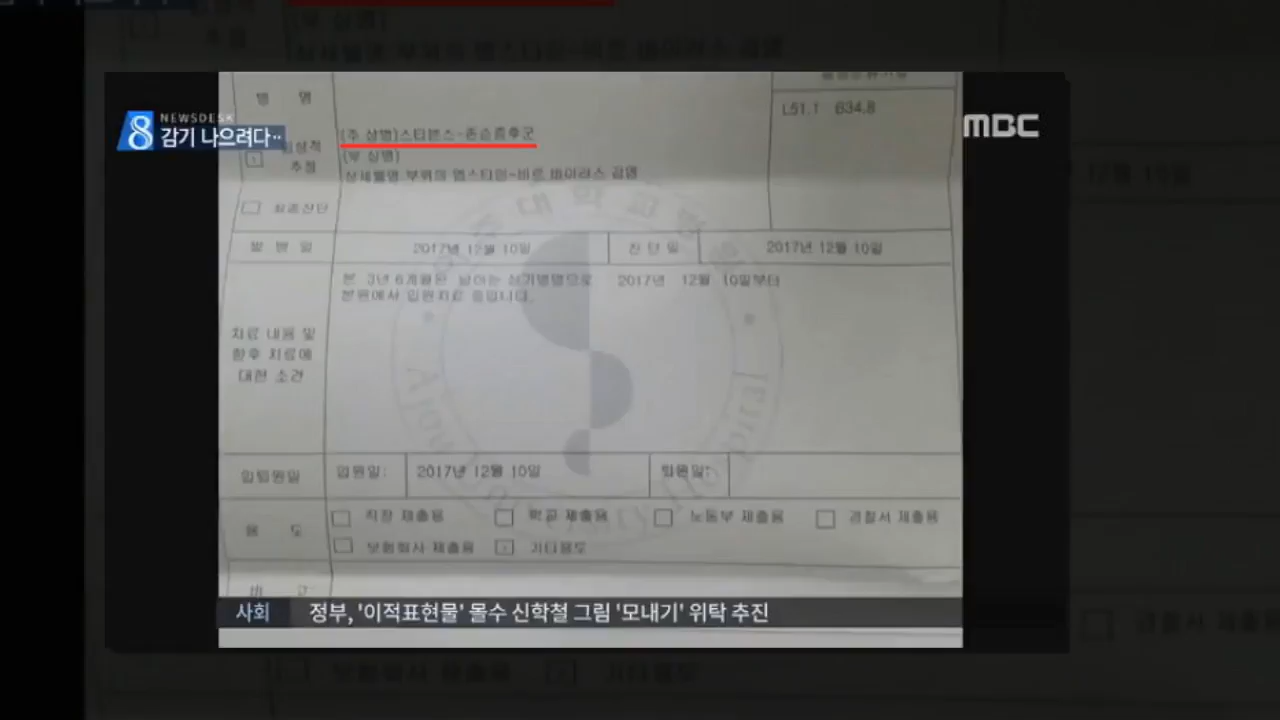 NEWSDESK
8 감기 나으려다··
MBC
병 명
L51.1 B34.8
(주 상병)스티븐스-존슨증후군
임상적
추정
(부 상병)
상세불명 부위의 엡스타인-바르 바이러스 감염
최종진단
발 병 일 2017년 12월 10일 진 단 일 2017년 12월 10일
본 3년 6개월된 남아는 상기병명으로 2017년 12월 10일부터
본원에서 입원치료 중입니다.
치료 내용 및
향후 치료에
대한 소견
입퇴원일 입원일: 2017년 12월 10일 퇴원일:
용 도 직장 제출용 학교 제출용 노동부 제출용 경찰서 제출용
보험회사 제출용 기타용도
비 고
사회 정부, '이적표현물' 몰수 신학철 그림 '모내기' 위탁 추진